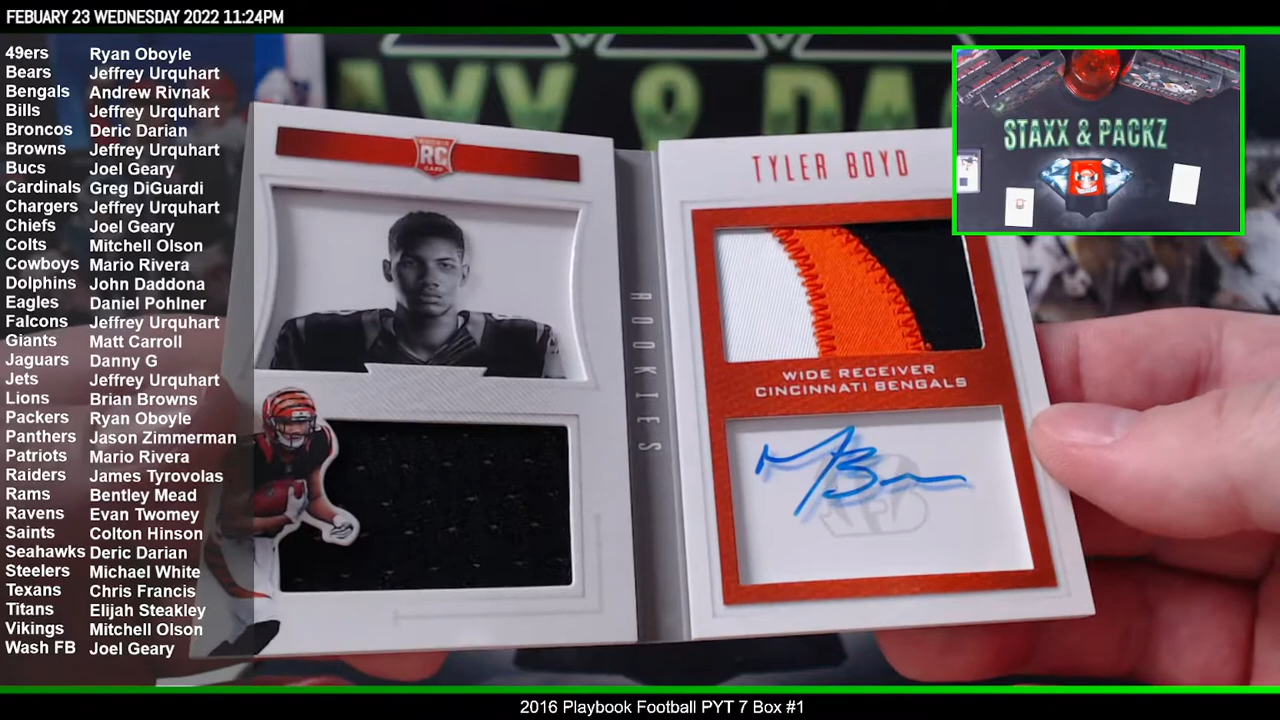 FEBUARY 23 WEDNESDAY 2022 11:24PM
49ers Ryan Oboyle
Bears Jeffrey Urquhart
Bengals Andrew Rivnak
Bills Jeffrey Urquhart
Broncos Deric Darian
Browns Jeffrey Urquhart
Bucs Joel Geary
Cardinals Greg DiGuardi
Chargers Jeffrey Urquhart
Chiefs Joel Geary
Colts Mitchell Olson
Cowboys Mario Rivera
Dolphins John Daddona
Eagles Daniel Pohlner
Falcons Jeffrey Urquhart
Giants Matt Carroll
Jaguars Danny G
Jets Jeffrey Urquhart
Lions Brian Browns
Packers Ryan Oboyle
Panthers Jason Zimmerman
Patriots Mario Rivera
Raiders James Tyrovolas
Rams Bentley Mead
Ravens Evan Twomey
Saints Colton Hinson
Seahawks Deric Darian
Steelers Michael White
Texans Chris Francis
Titans Elijah Steakley
Vikings Mitchell Olson
Wash FB Joel Geary
RC
ROOKIES
TYLER BOYD
WIDE RECEIVER
CINCINNATI BENGALS
STAXX & PACKZ
2016 Playbook Football PYT 7 Box #1